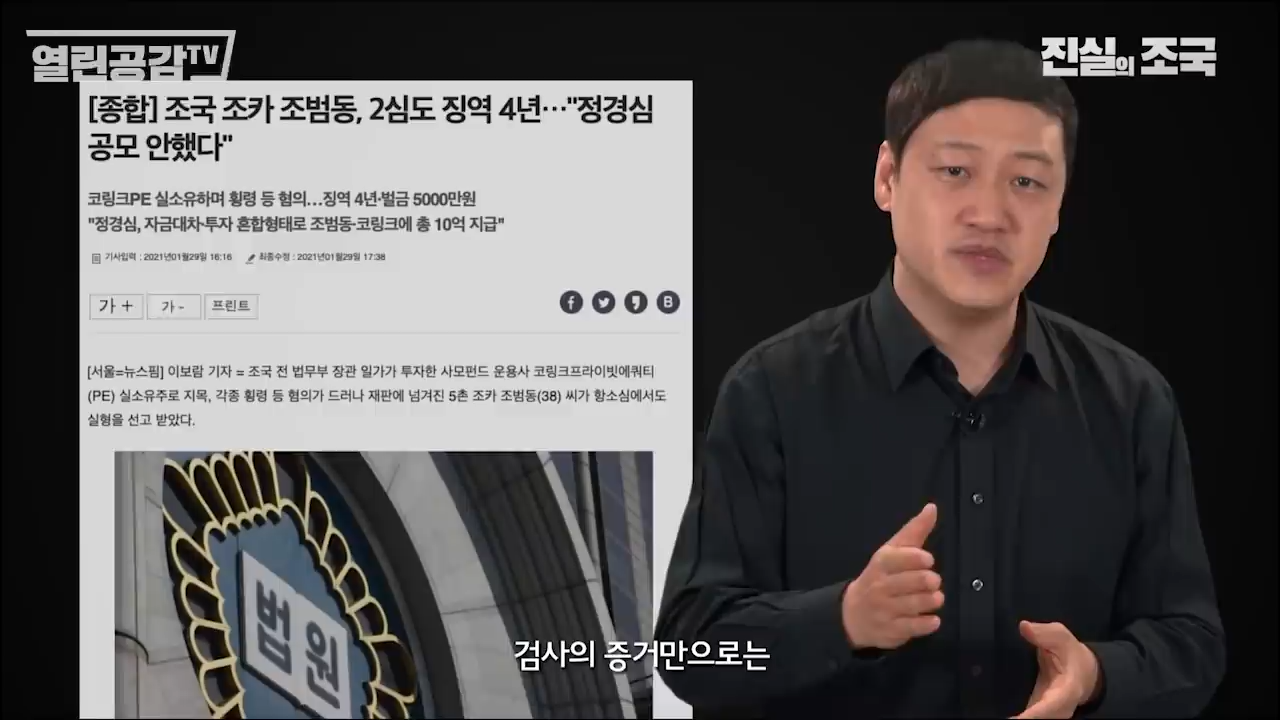 열린공감TV
진실의 조국
[종합] 조국 조카 조범동, 2심도 징역 4년…"정경심
공모 안했다"
코링크PE 실소유하며 횡령 등 혐의…징역 4년·벌금 5000만원
"정경심, 자금대차·투자 혼합형태로 조범동·코링크에 총 10억 지급"
기사입력 : 2021년01월29일 16:16 최종수정 : 2021년01월29일 17:38
가 + 가 - 프린트
f B
[서울=뉴스핌] 이보람 기자 = 조국 전 법무부 장관 일가가 투자한 사모펀드 운용사 코링크프라이빗에쿼티
(PE) 실소유주로 지목, 각종 횡령 등 혐의가 드러나 재판에 넘겨진 5촌 조카 조범동(38) 씨가 항소심에서도
실형을 선고 받았다.
법원
검사의 증거만으로는